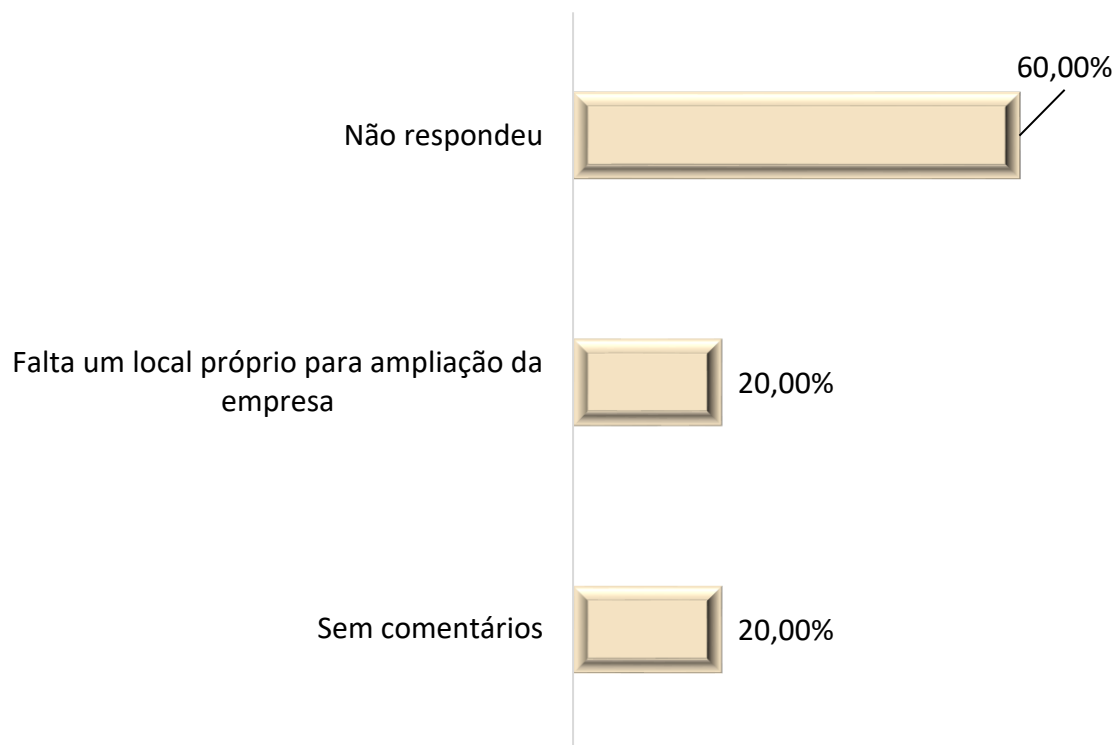 60,00%
Não respondeu
Falta um local próprio para ampliação da
empresa
20,00%
Sem comentários
20,00%